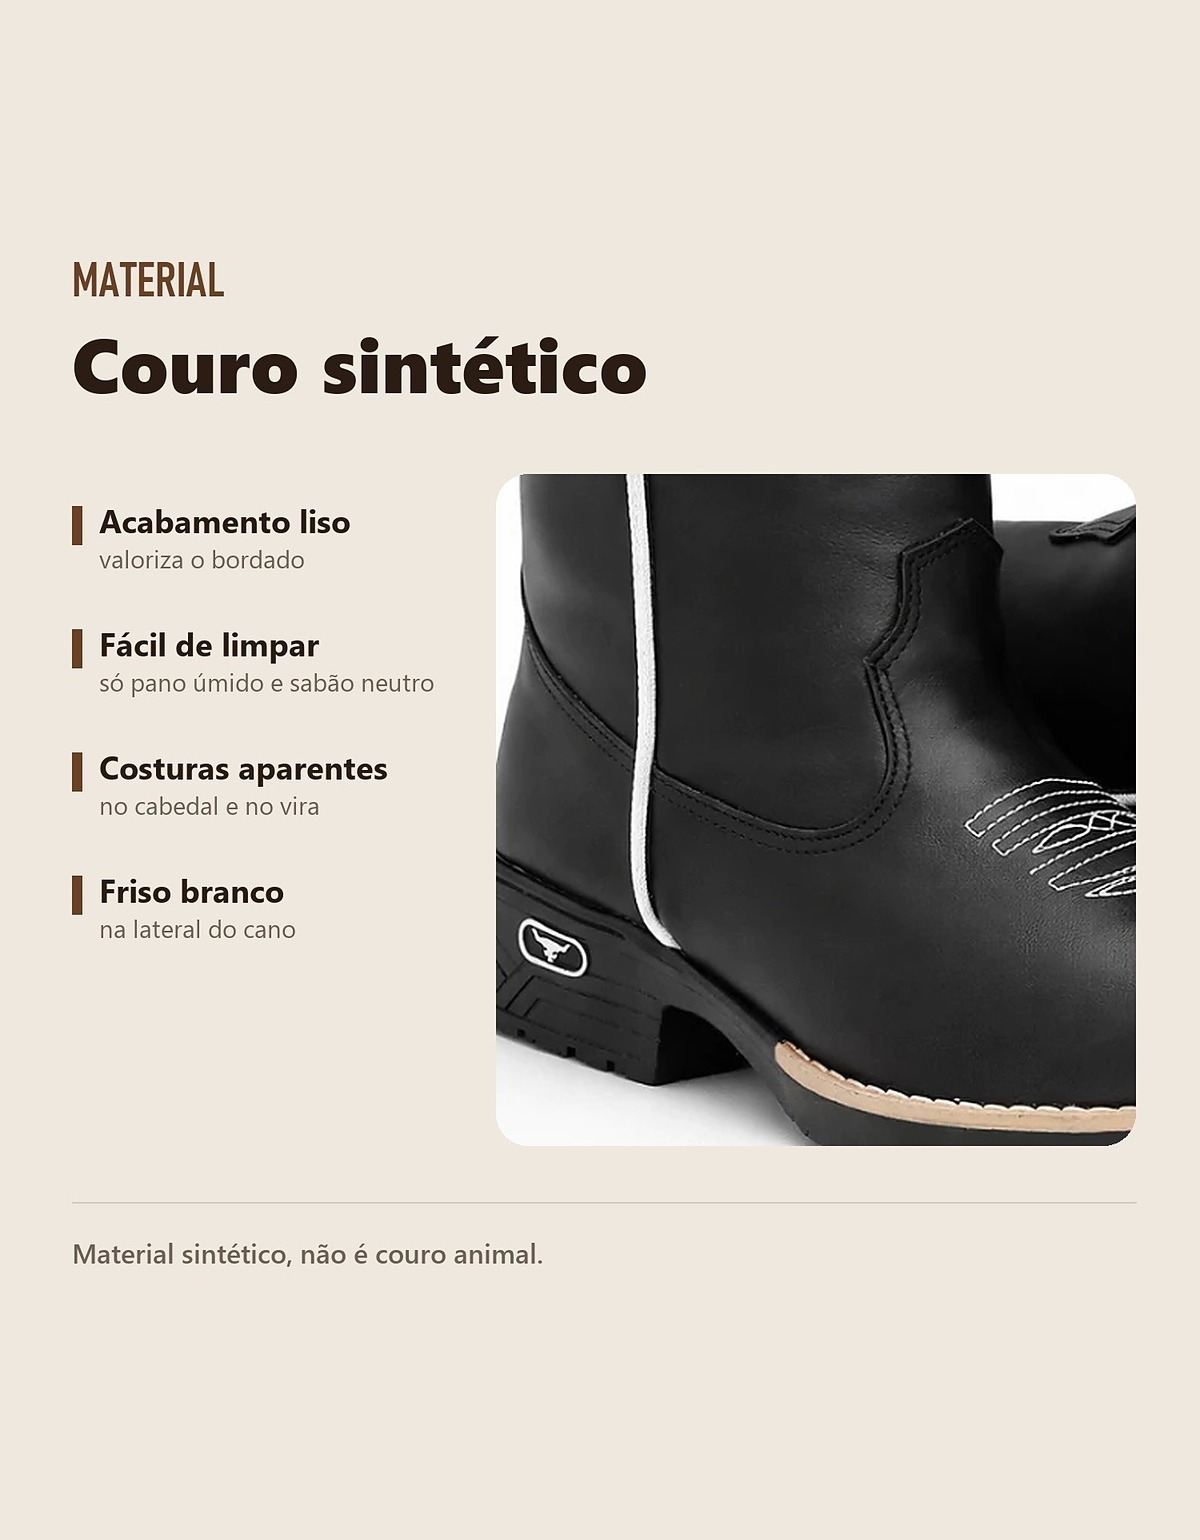 MATERIAL
Couro sintético
Acabamento liso
valoriza o bordado
Fácil de limpar
só pano úmido e sabão neutro
Costuras aparentes
no cabedal e no vira
Friso branco
na lateral do cano
Material sintético, não é couro animal.